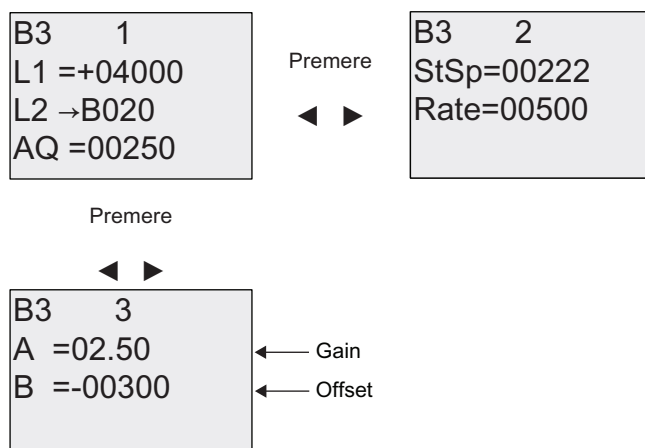 B3 1
L1 =+04000
L2 →B020
AQ =00250
Premere
B3 2
StSp=00222
Rate=00500
Premere
B3 3
A =02.50
B =-00300
Gain
Offset